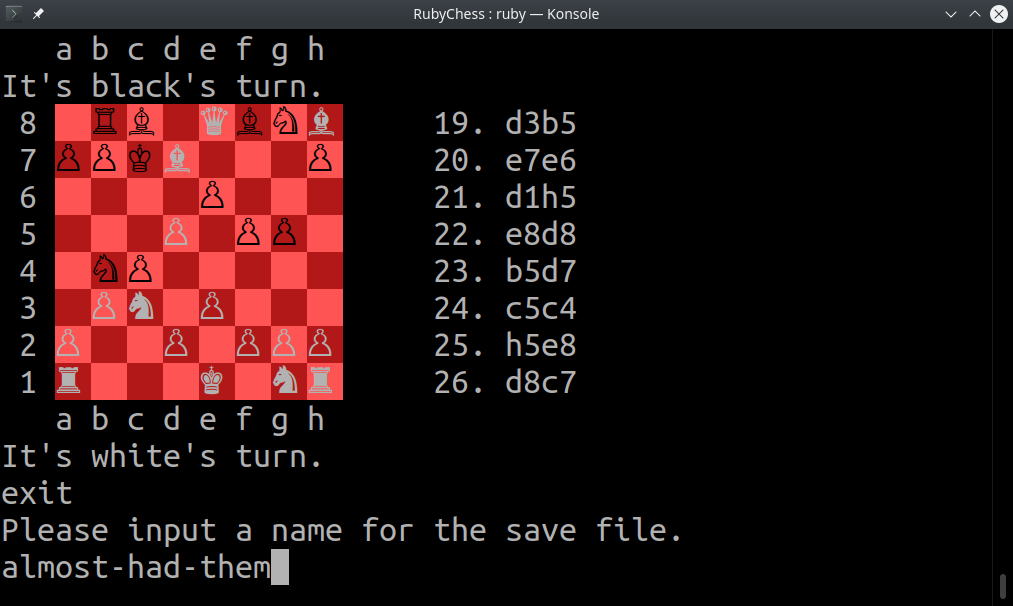 RubyChess : ruby — Konsole
a b c d e f g h
It's black's turn.
8 ♜ ♝ ♛ ♝ ♞ ♝ 19. d3b5
7 ♙ ♙ ♚ ♝ ♙ 20. e7e6
6 ♙ 21. d1h5
5 ♙ ♙ ♙ 22. e8d8
4 ♞ ♙ 23. b5d7
3 ♙ ♞ ♙ 24. c5c4
2 ♙ ♙ ♙ ♙ ♙ 25. h5e8
1 ♜ ♚ ♞ ♜ 26. d8c7
a b c d e f g h
It's white's turn.
exit
Please input a name for the save file.
almost-had-them